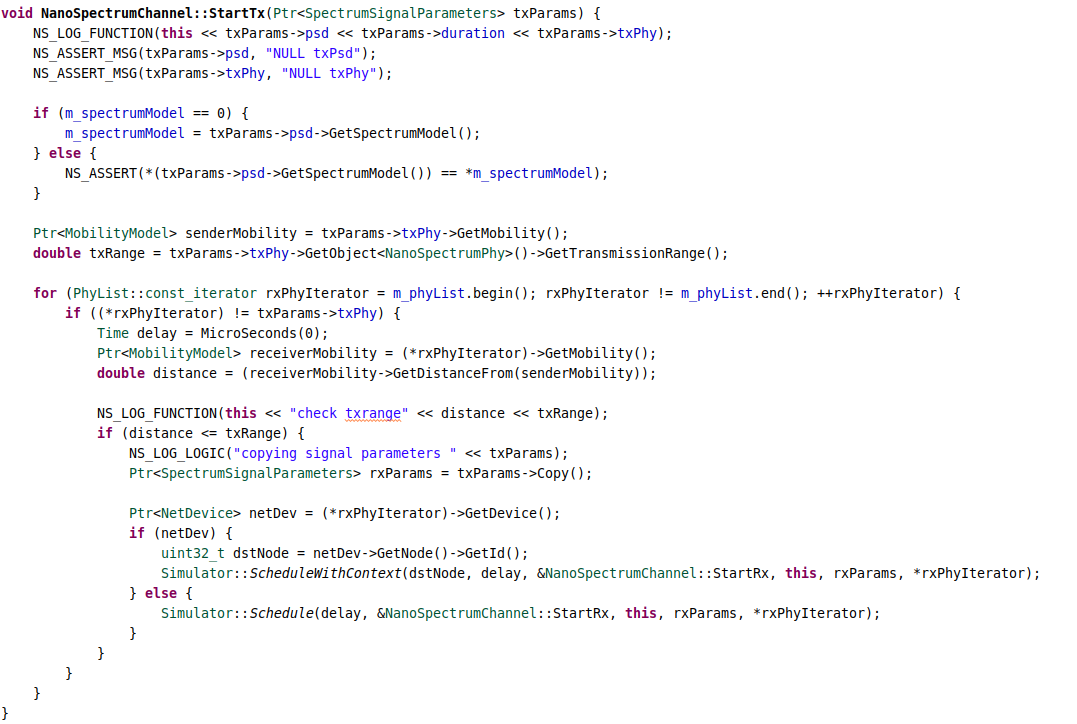 void NanoSpectrumChannel::StartTx(Ptr<SpectrumSignalParameters> txParams) {
    NS_LOG_FUNCTION(this << txParams->psd << txParams->duration << txParams->txPhy);
    NS_ASSERT_MSG(txParams->psd, "NULL txPsd");
    NS_ASSERT_MSG(txParams->txPhy, "NULL txPhy");

    if (m_spectrumModel == 0) {
        m_spectrumModel = txParams->psd->GetSpectrumModel();
    } else {
        NS_ASSERT(*(txParams->psd->GetSpectrumModel()) == *m_spectrumModel);
    }

    Ptr<MobilityModel> senderMobility = txParams->txPhy->GetMobility();
    double txRange = txParams->txPhy->GetObject<NanoSpectrumPhy>()->GetTransmissionRange();

    for (PhyList::const_iterator rxPhyIterator = m_phyList.begin(); rxPhyIterator != m_phyList.end(); ++rxPhyIterator) {
        if ((*rxPhyIterator) != txParams->txPhy) {
            Time delay = MicroSeconds(0);
            Ptr<MobilityModel> receiverMobility = (*rxPhyIterator)->GetMobility();
            double distance = (receiverMobility->GetDistanceFrom(senderMobility));

            NS_LOG_FUNCTION(this << "check txrange" << distance << txRange);
            if (distance <= txRange) {
                NS_LOG_LOGIC("copying signal parameters " << txParams);
                Ptr<SpectrumSignalParameters> rxParams = txParams->Copy();

                Ptr<NetDevice> netDev = (*rxPhyIterator)->GetDevice();
                if (netDev) {
                    uint32_t dstNode = netDev->GetNode()->GetId();
                    Simulator::ScheduleWithContext(dstNode, delay, &NanoSpectrumChannel::StartRx, this, rxParams, *rxPhyIterator);
                } else {
                    Simulator::Schedule(delay, &NanoSpectrumChannel::StartRx, this, rxParams, *rxPhyIterator);
                }
            }
        }
    }
}